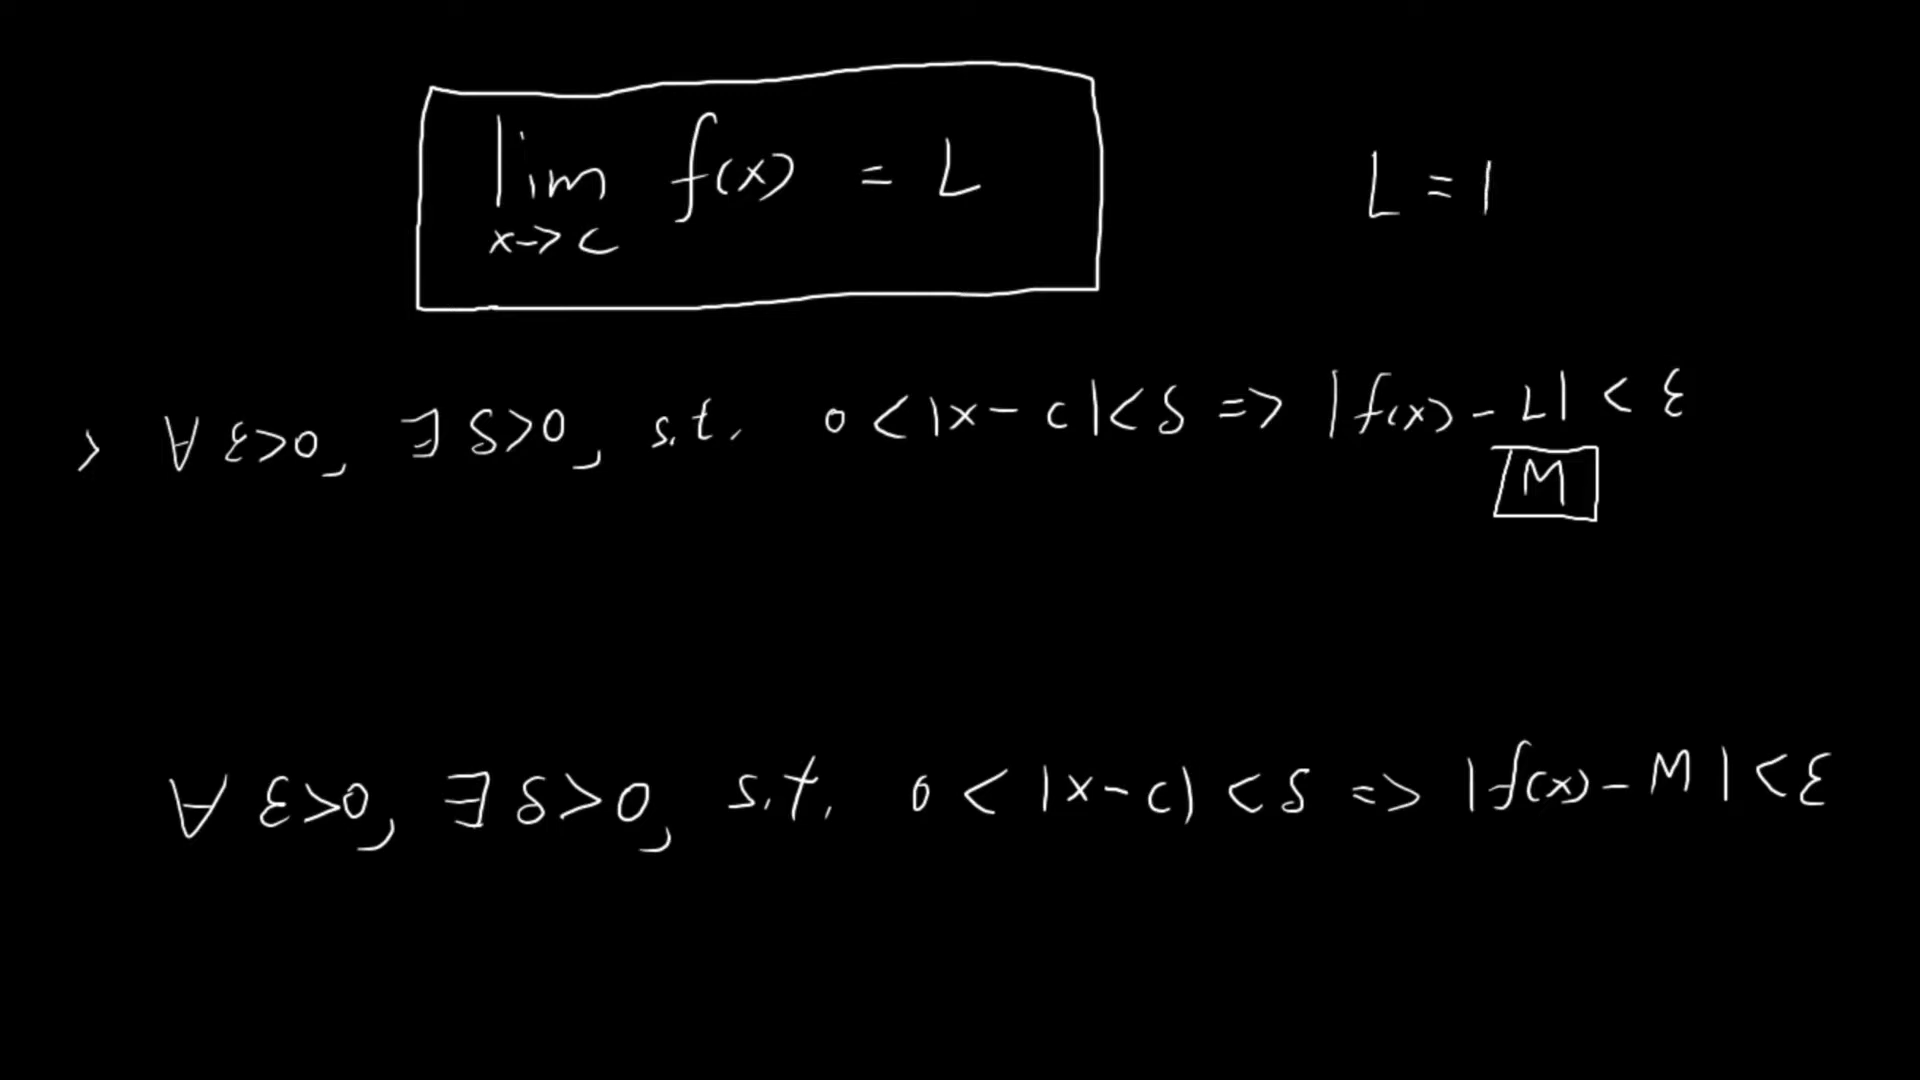 lim f(x) = L
x->c
L = 1
< ∀ ε>0, ∃ δ>0, s.t. 0<|x-c|<δ => |f(x)-L|<ε
M
∀ ε>0, ∃ δ>0, s.t. 0<|x-c|<δ => |f(x)-M|<ε